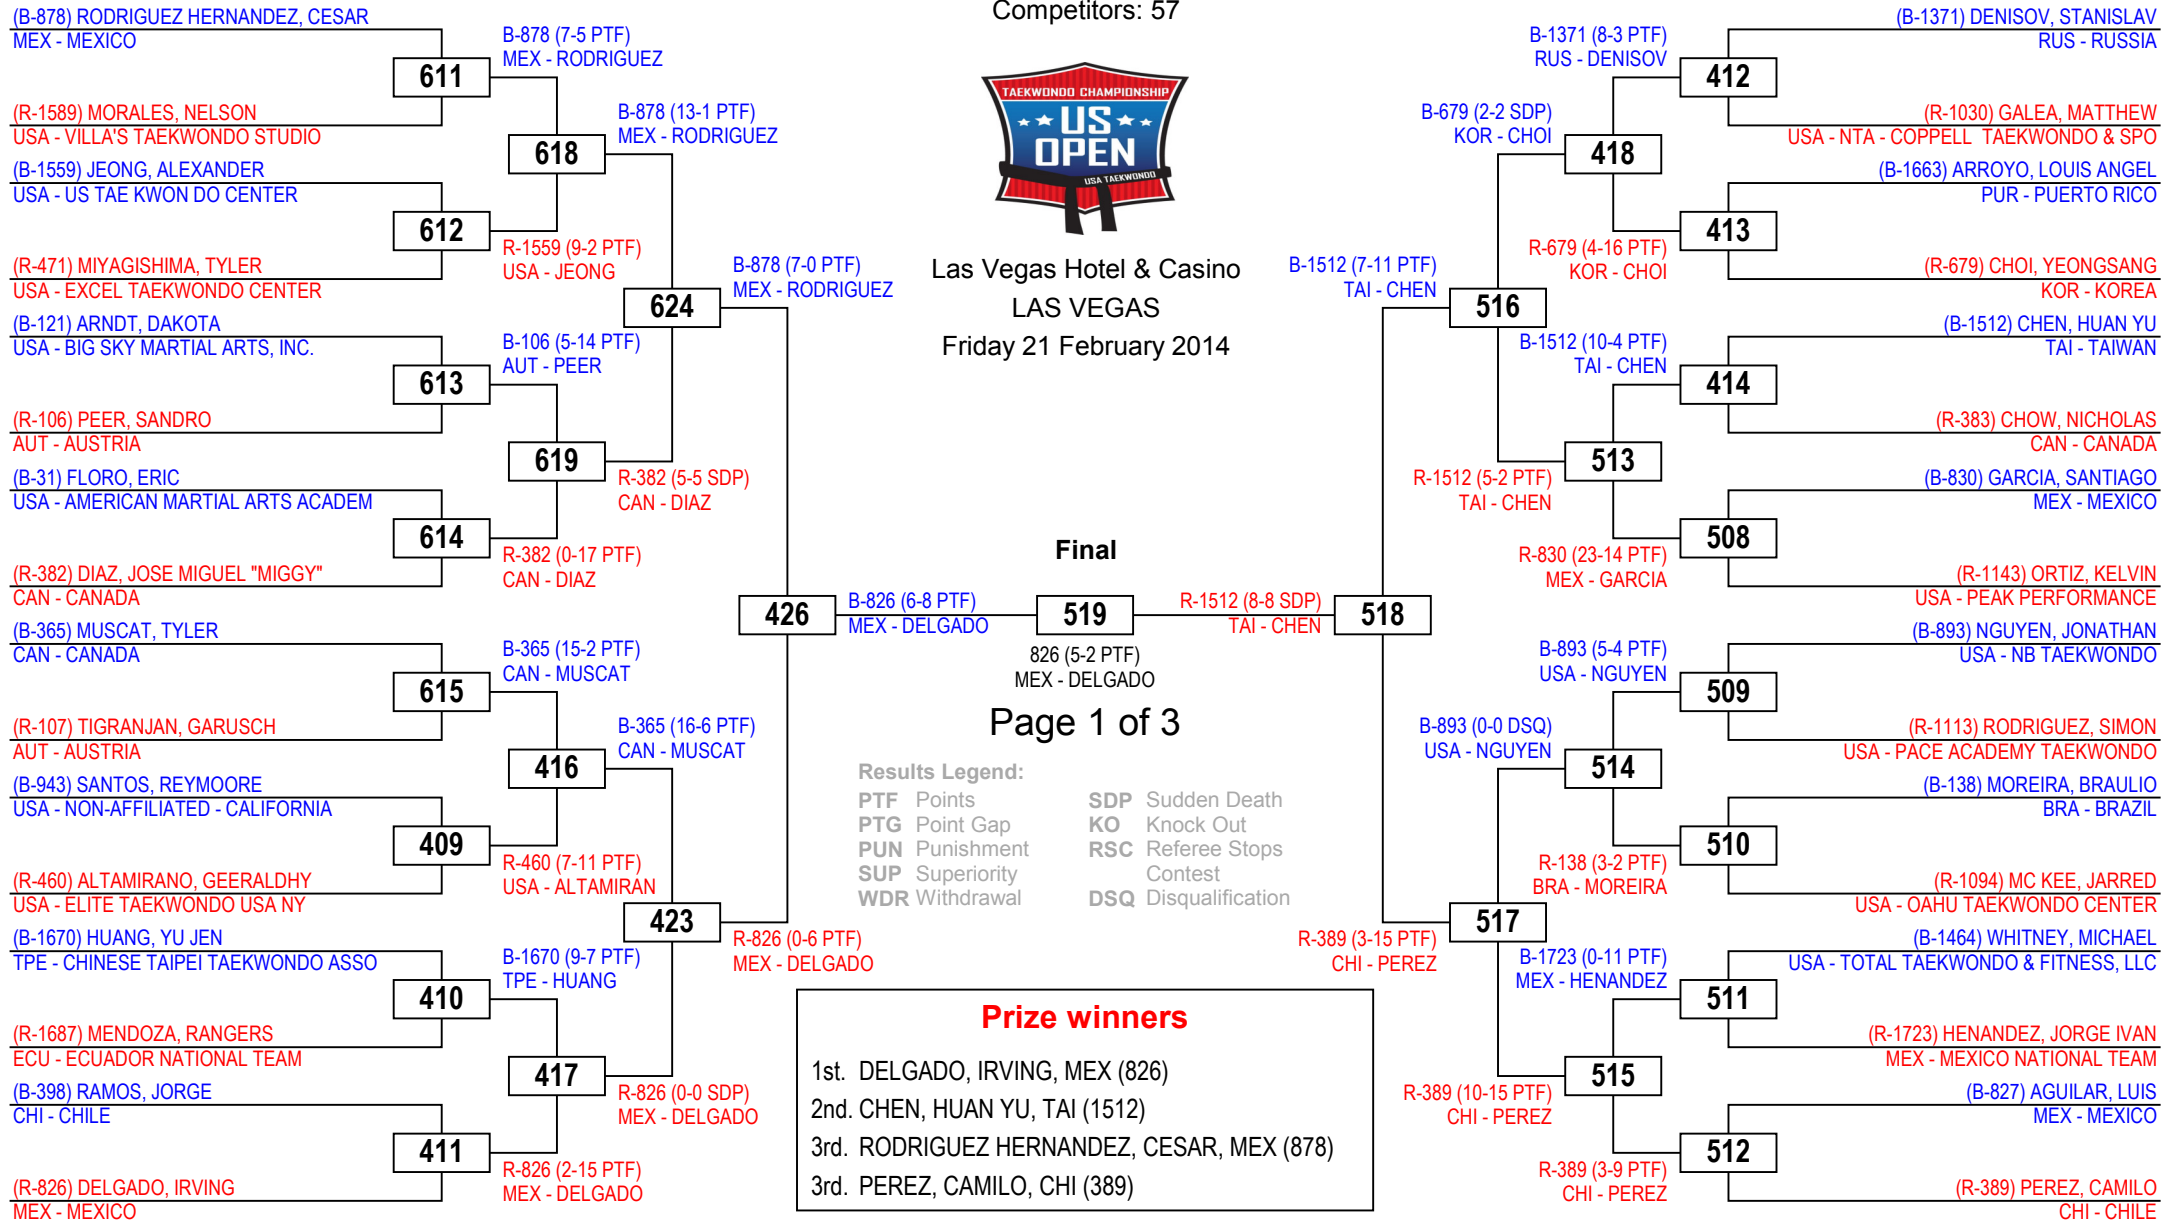 Competitors: 57
TAEKWONDO CHAMPIONSHIP
US
OPEN
USA TAEKWONDO
Las Vegas Hotel & Casino
LAS VEGAS
Friday 21 February 2014
(B-878) RODRIGUEZ HERNANDEZ, CESAR
MEX - MEXICO
611
(R-1589) MORALES, NELSON
USA - VILLA'S TAEKWONDO STUDIO
(B-1559) JEONG, ALEXANDER
USA - US TAE KWON DO CENTER
612
(R-471) MIYAGISHIMA, TYLER
USA - EXCEL TAEKWONDO CENTER
(B-121) ARNDT, DAKOTA
USA - BIG SKY MARTIAL ARTS, INC.
613
(R-106) PEER, SANDRO
AUT - AUSTRIA
(B-31) FLORO, ERIC
USA - AMERICAN MARTIAL ARTS ACADEM
614
(R-382) DIAZ, JOSE MIGUEL "MIGGY"
CAN - CANADA
(B-365) MUSCAT, TYLER
CAN - CANADA
615
(R-107) TIGRANJAN, GARUSCH
AUT - AUSTRIA
(B-943) SANTOS, REYMOORE
USA - NON-AFFILIATED - CALIFORNIA
409
(R-460) ALTAMIRANO, GEERALDHY
USA - ELITE TAEKWONDO USA NY
(B-1670) HUANG, YU JEN
TPE - CHINESE TAIPEI TAEKWONDO ASSO
410
(R-1687) MENDOZA, RANGERS
ECU - ECUADOR NATIONAL TEAM
(B-398) RAMOS, JORGE
CHI - CHILE
411
(R-826) DELGADO, IRVING
MEX - MEXICO
B-878 (7-5 PTF)
MEX - RODRIGUEZ
618
R-1559 (9-2 PTF)
USA - JEONG
B-106 (5-14 PTF)
AUT - PEER
619
R-382 (0-17 PTF)
CAN - DIAZ
B-365 (15-2 PTF)
CAN - MUSCAT
416
R-460 (7-11 PTF)
USA - ALTAMIRAN
B-1670 (9-7 PTF)
TPE - HUANG
417
R-826 (2-15 PTF)
MEX - DELGADO
B-878 (13-1 PTF)
MEX - RODRIGUEZ
624
R-382 (5-5 SDP)
CAN - DIAZ
B-365 (16-6 PTF)
CAN - MUSCAT
423
R-826 (0-0 SDP)
MEX - DELGADO
B-878 (7-0 PTF)
MEX - RODRIGUEZ
426
R-826 (0-6 PTF)
MEX - DELGADO
Final
B-826 (6-8 PTF)
MEX - DELGADO
519
R-1512 (8-8 SDP)
TAI - CHEN
826 (5-2 PTF)
MEX - DELGADO
Page 1 of 3
Results Legend:
PTF Points
PTG Point Gap
PUN Punishment
SUP Superiority
WDR Withdrawal
SDP Sudden Death
KO Knock Out
RSC Referee Stops
Contest
DSQ Disqualification
Prize winners
1st. DELGADO, IRVING, MEX (826)
2nd. CHEN, HUAN YU, TAI (1512)
3rd. RODRIGUEZ HERNANDEZ, CESAR, MEX (878)
3rd. PEREZ, CAMILO, CHI (389)
B-1512 (7-11 PTF)
TAI - CHEN
518
R-389 (3-15 PTF)
CHI - PEREZ
B-679 (2-2 SDP)
KOR - CHOI
516
R-1512 (5-2 PTF)
TAI - CHEN
B-893 (0-0 DSQ)
USA - NGUYEN
517
R-389 (10-15 PTF)
CHI - PEREZ
B-1371 (8-3 PTF)
RUS - DENISOV
418
R-679 (4-16 PTF)
KOR - CHOI
B-1512 (10-4 PTF)
TAI - CHEN
513
R-830 (23-14 PTF)
MEX - GARCIA
B-893 (5-4 PTF)
USA - NGUYEN
514
R-138 (3-2 PTF)
BRA - MOREIRA
B-1723 (0-11 PTF)
MEX - HENANDEZ
515
R-389 (3-9 PTF)
CHI - PEREZ
(B-1371) DENISOV, STANISLAV
RUS - RUSSIA
412
(R-1030) GALEA, MATTHEW
USA - NTA - COPPELL TAEKWONDO & SPO
(B-1663) ARROYO, LOUIS ANGEL
PUR - PUERTO RICO
413
(R-679) CHOI, YEONGSANG
KOR - KOREA
(B-1512) CHEN, HUAN YU
TAI - TAIWAN
414
(R-383) CHOW, NICHOLAS
CAN - CANADA
(B-830) GARCIA, SANTIAGO
MEX - MEXICO
508
(R-1143) ORTIZ, KELVIN
USA - PEAK PERFORMANCE
(B-893) NGUYEN, JONATHAN
USA - NB TAEKWONDO
509
(R-1113) RODRIGUEZ, SIMON
USA - PACE ACADEMY TAEKWONDO
(B-138) MOREIRA, BRAULIO
BRA - BRAZIL
510
(R-1094) MC KEE, JARRED
USA - OAHU TAEKWONDO CENTER
(B-1464) WHITNEY, MICHAEL
USA - TOTAL TAEKWONDO & FITNESS, LLC
511
(R-1723) HENANDEZ, JORGE IVAN
MEX - MEXICO NATIONAL TEAM
(B-827) AGUILAR, LUIS
MEX - MEXICO
512
(R-389) PEREZ, CAMILO
CHI - CHILE